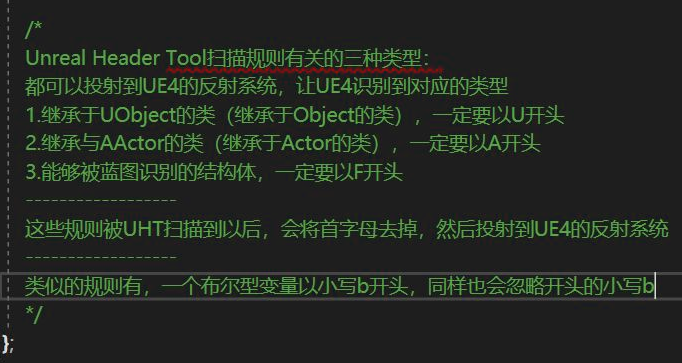 /*
Unreal Header Tool扫描规则有关的三种类型:
都可以投射到UE4的反射系统，让UE4识别到对应的类型
1.继承于UObject的类（继承于Object的类），一定要以U开头
2.继承与AActor的类（继承于Actor的类），一定要以A开头
3.能够被蓝图识别的结构体，一定要以F开头
------------------
这些规则被UHT扫描到以后，会将首字母去掉，然后投射到UE4的反射系统
------------------
类似的规则有，一个布尔型变量以小写b开头，同样也会忽略开头的小写b
*/
};